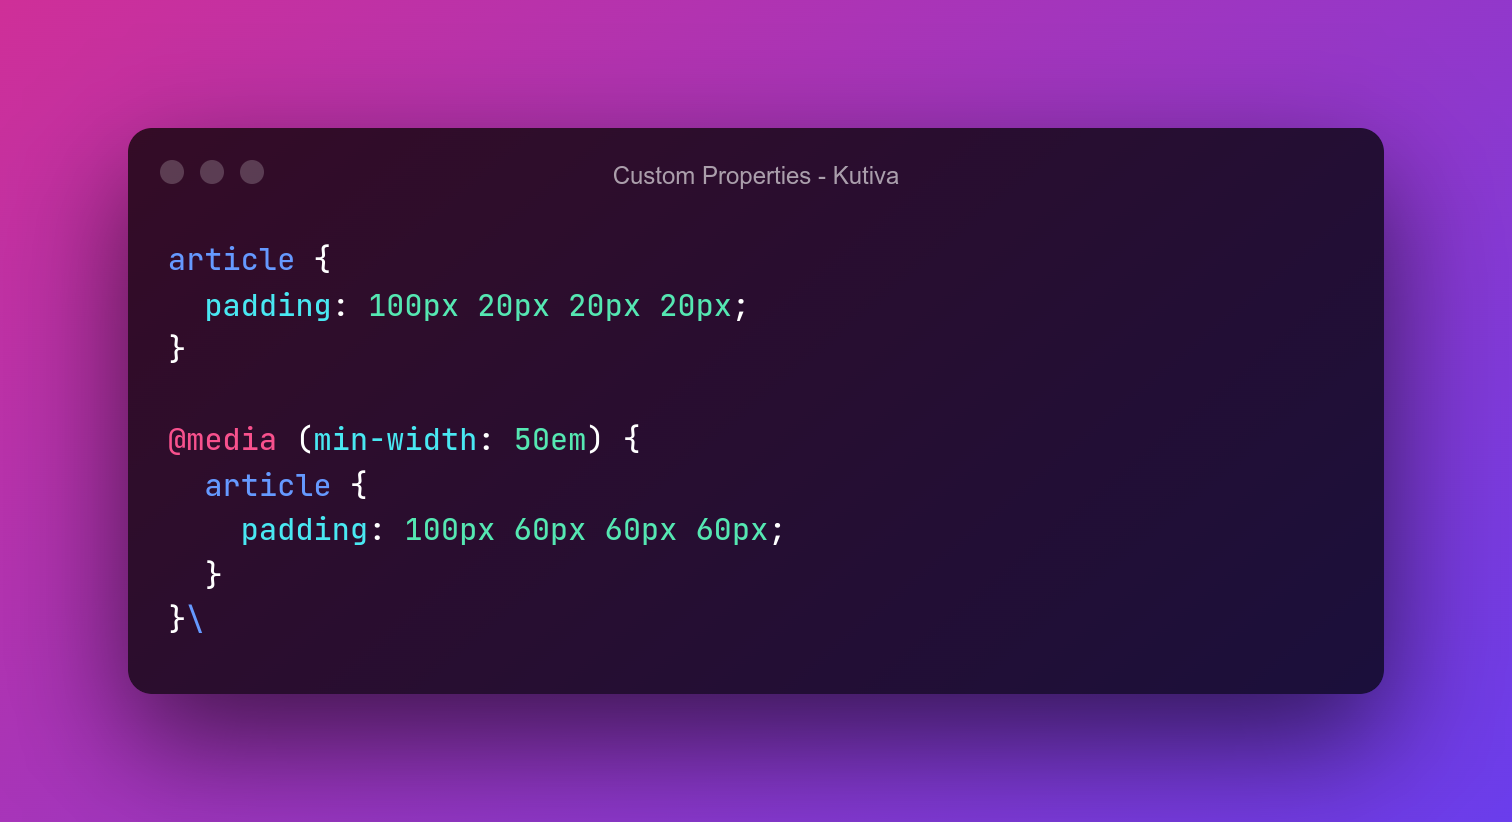 Custom Properties - Kutiva
article {
  padding: 100px 20px 20px 20px;
}

@media (min-width: 50em) {
  article {
    padding: 100px 60px 60px 60px;
  }
}\